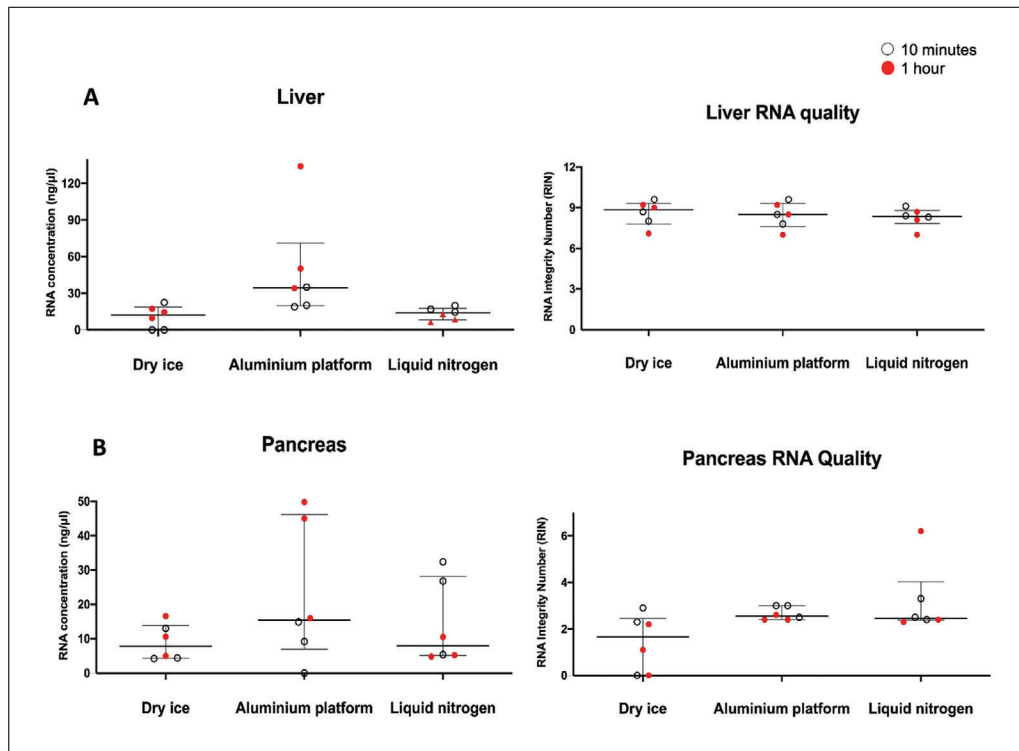 10 minutes
1 hour
A
Liver
Liver RNA quality
RNA concentration (ng/µl)
120
90
60
30
0
Dry ice
Aluminium platform
Liquid nitrogen
RNA Integrity Number (RIN)
12
9
6
3
0
Dry ice
Aluminium platform
Liquid nitrogen
B
Pancreas
Pancreas RNA Quality
RNA concentration (ng/µl)
50
40
30
20
10
0
Dry ice
Aluminium platform
Liquid nitrogen
RNA Integrity Number (RIN)
6
4
2
0
Dry ice
Aluminium platform
Liquid nitrogen